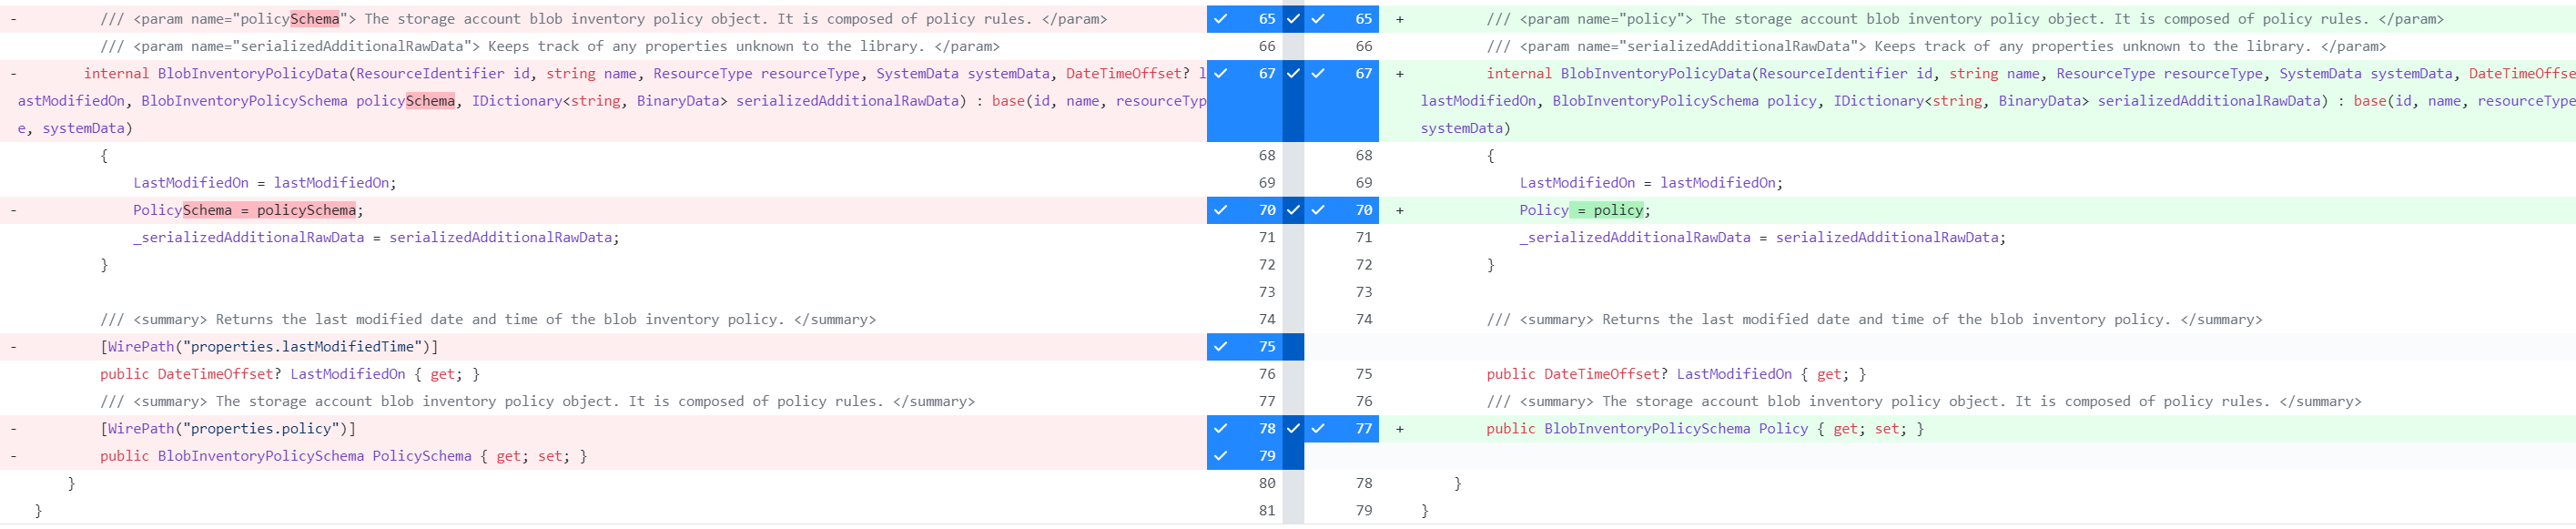 - /// <param name="policySchema"> The storage account blob inventory policy object. It is composed of policy rules. </param> 65 65 + /// <param name="policy"> The storage account blob inventory policy object. It is composed of policy rules. </param>
/// <param name="serializedAdditionalRawData"> Keeps track of any properties unknown to the library. </param> 66 66 /// <param name="serializedAdditionalRawData"> Keeps track of any properties unknown to the library. </param>
- internal BlobInventoryPolicyData(ResourceIdentifier id, string name, ResourceType resourceType, SystemData systemData, DateTimeOffset? l 67 67 + internal BlobInventoryPolicyData(ResourceIdentifier id, string name, ResourceType resourceType, SystemData systemData, DateTimeOffse
astModifiedOn, BlobInventoryPolicySchema policySchema, IDictionary<string, BinaryData> serializedAdditionalRawData) : base(id, name, resourceTyp lastModifiedOn, BlobInventoryPolicySchema policy, IDictionary<string, BinaryData> serializedAdditionalRawData) : base(id, name, resourceType
e, systemData) systemData)
{ 68 68 {
LastModifiedOn = lastModifiedOn; 69 69 LastModifiedOn = lastModifiedOn;
- PolicySchema = policySchema; 70 70 + Policy = policy;
_serializedAdditionalRawData = serializedAdditionalRawData; 71 71 _serializedAdditionalRawData = serializedAdditionalRawData;
} 72 72 }
73 73
/// <summary> Returns the last modified date and time of the blob inventory policy. </summary> 74 74 /// <summary> Returns the last modified date and time of the blob inventory policy. </summary>
- [WirePath("properties.lastModifiedTime")] 75
public DateTimeOffset? LastModifiedOn { get; } 76 75 public DateTimeOffset? LastModifiedOn { get; }
/// <summary> The storage account blob inventory policy object. It is composed of policy rules. </summary> 77 76 /// <summary> The storage account blob inventory policy object. It is composed of policy rules. </summary>
- [WirePath("properties.policy")] 78 77 + public BlobInventoryPolicySchema Policy { get; set; }
- public BlobInventoryPolicySchema PolicySchema { get; set; } 79
} 80 78 }
} 81 79 }